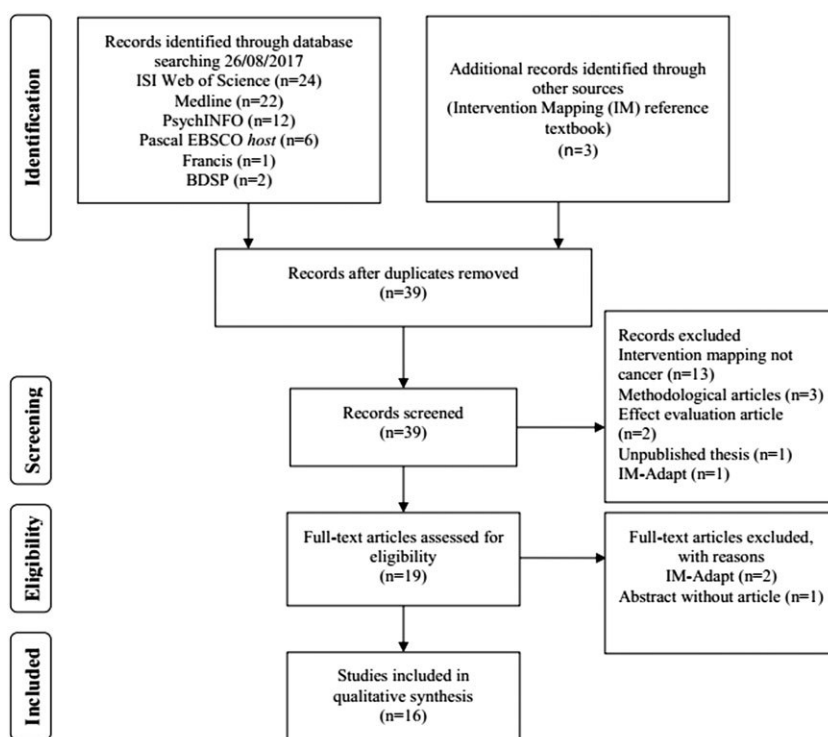 Identification
Records identified through database
searching 26/08/2017
ISI Web of Science (n=24)
Medline (n=22)
PsychINFO (n=12)
Pascal EBSCO host (n=6)
Francis (n=1)
BDSP (n=2)
Additional records identified through
other sources
(Intervention Mapping (IM) reference
textbook)
(n=3)
Records after duplicates removed
(n=39)
Screening
Records screened
(n=39)
Records excluded
Intervention mapping not
cancer (n=13)
Methodological articles (n=3)
Effect evaluation article
(n=2)
Unpublished thesis (n=1)
IM-Adapt (n=1)
Eligibility
Full-text articles assessed for
eligibility
(n=19)
Full-text articles excluded,
with reasons
IM-Adapt (n=2)
Abstract without article (n=1)
Included
Studies included in
qualitative synthesis
(n=16)